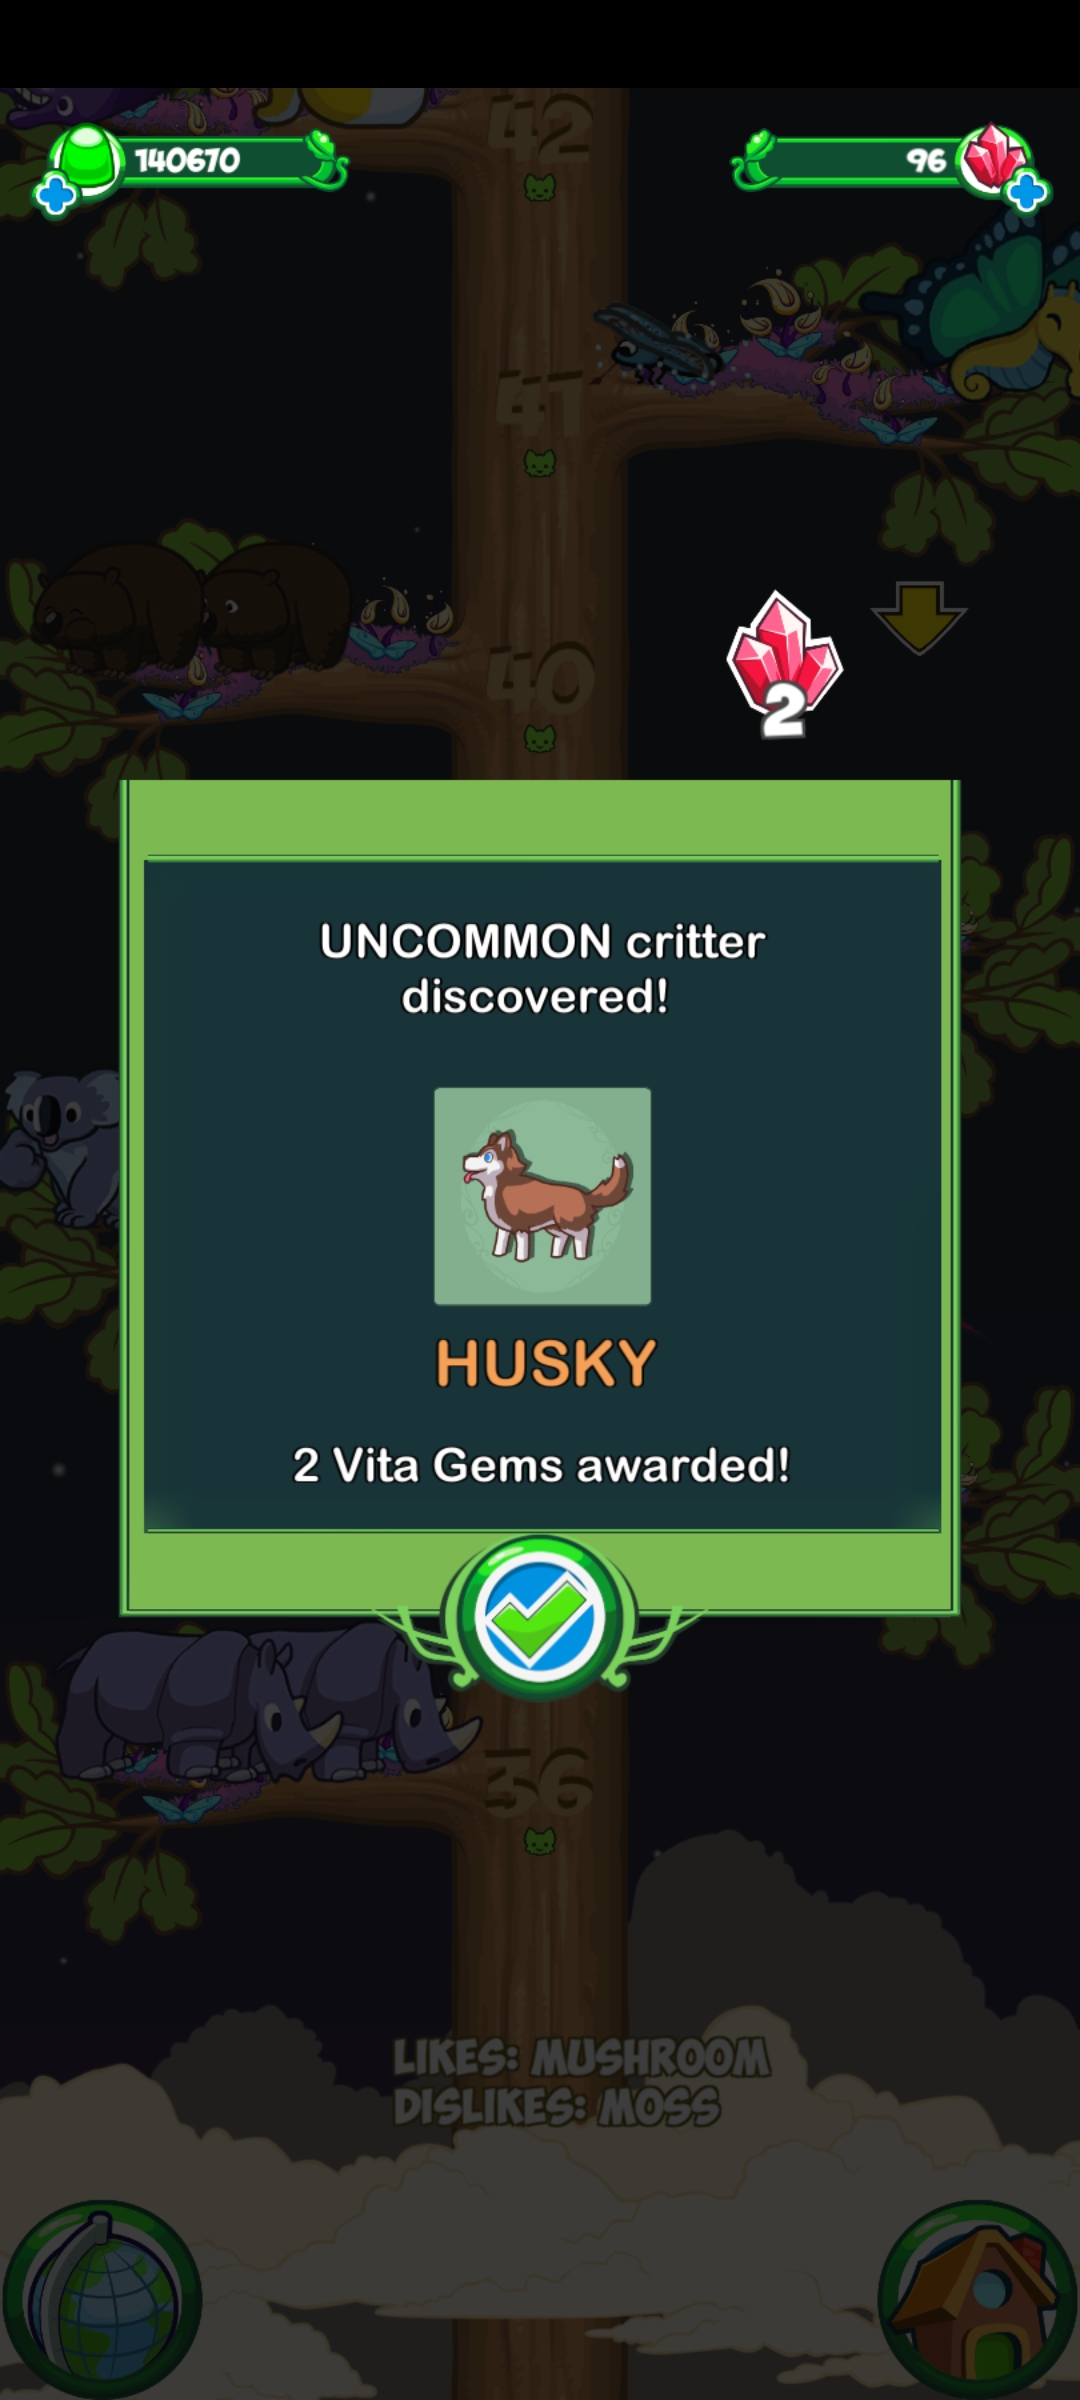 42
140670
96
41
40
2
UNCOMMON critter
discovered!
HUSKY
2 Vita Gems awarded!
36
LIKES: MUSHROOM
DISLIKES: MOSS